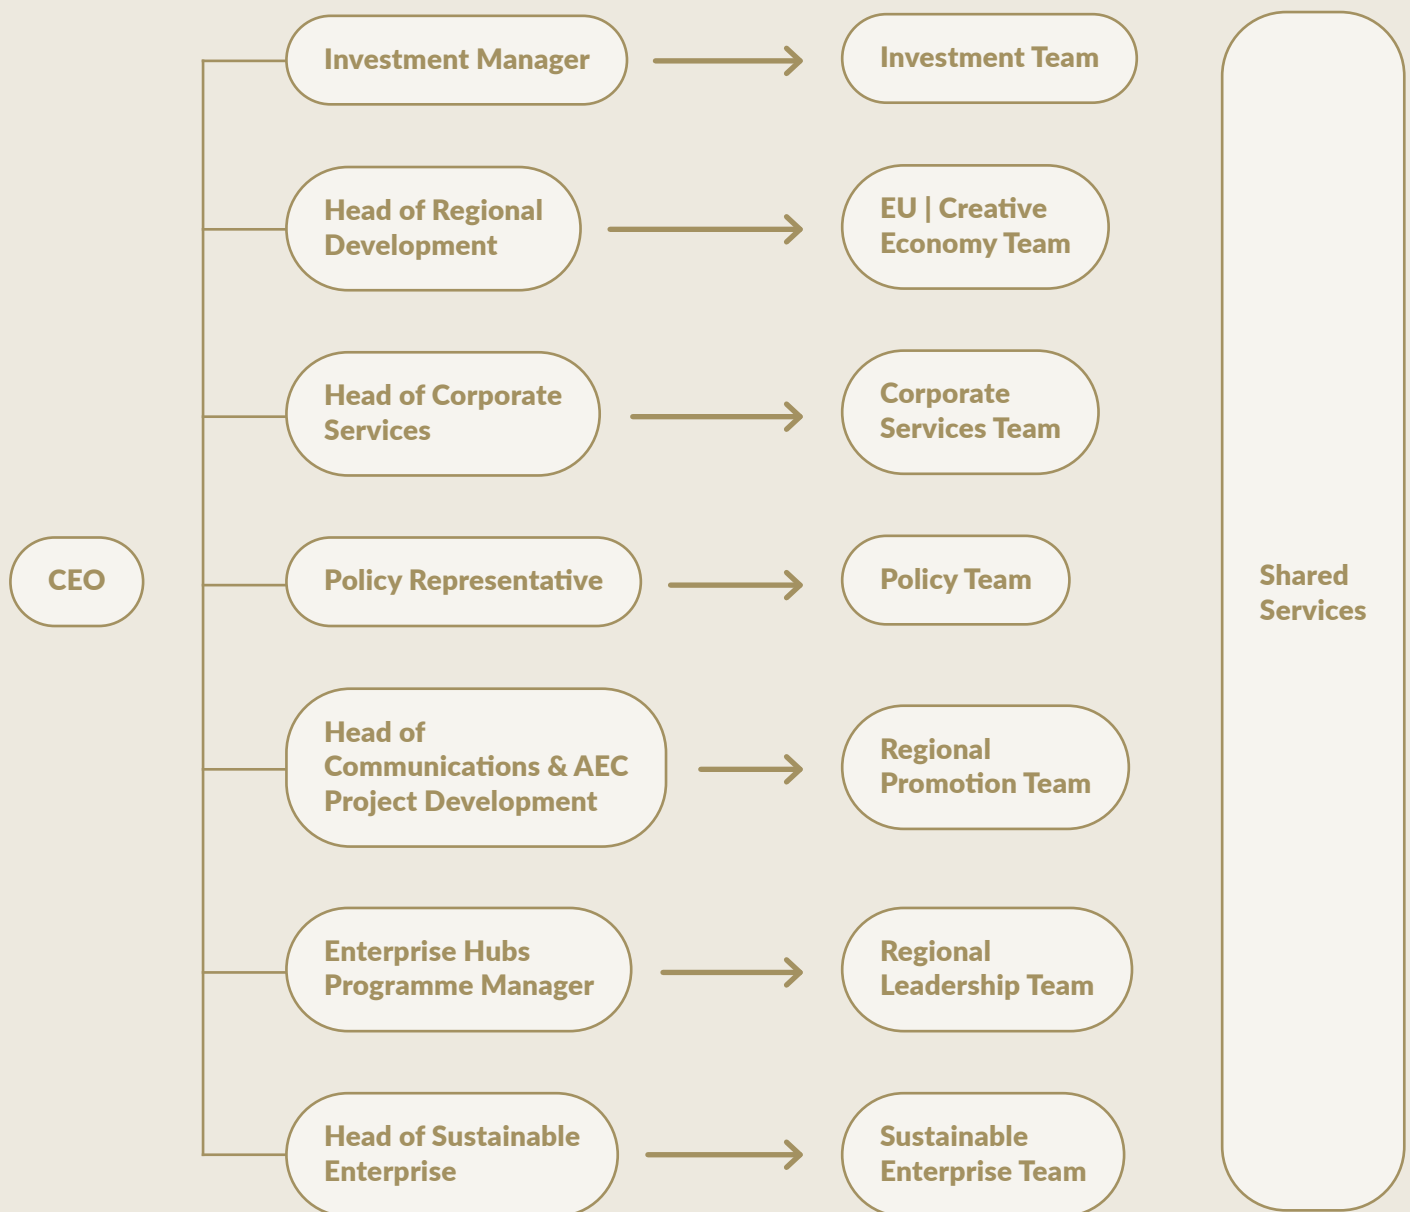 Investment Manager
Investment Team
Head of Regional
Development
EU | Creative
Economy Team
Head of Corporate
Services
Corporate
Services Team
CEO
Policy Representative
Policy Team
Shared
Services
Head of
Communications & AEC
Project Development
Regional
Promotion Team
Enterprise Hubs
Programme Manager
Regional
Leadership Team
Head of Sustainable
Enterprise
Sustainable
Enterprise Team